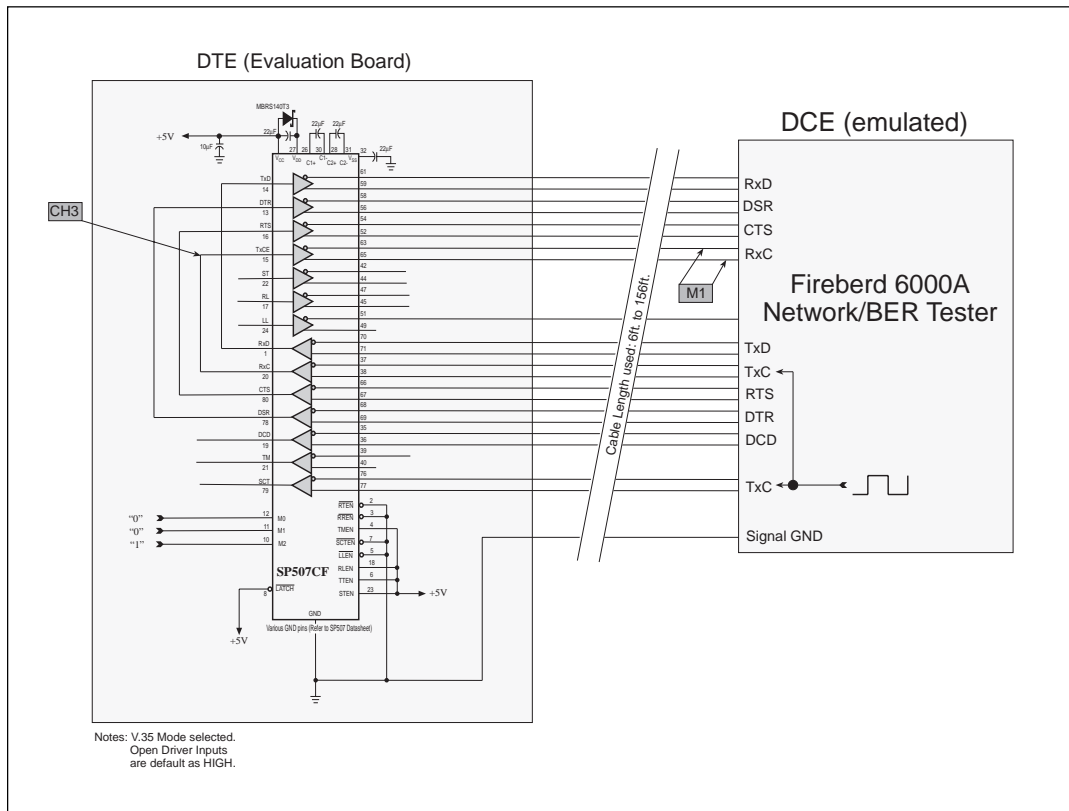 DTE (Evaluation Board)
DCE (emulated)
MBRS140T3
+5V
22µF
22µF
22µF
10µF
22µF
27
26
30
28
31
32
VCC
VDD
C1+
C1-
C2+
C2-
VSS
CH3
TxD
14
61
59
RxD
DTR
13
58
56
DSR
RTS
16
54
52
CTS
TxCE
15
63
65
RxC
M1
ST
22
42
44
RL
17
47
45
LL
24
51
49
Fireberd 6000A
Network/BER Tester
Cable Length used: 6ft. to 156ft.
RxD
1
70
71
TxD
RxC
20
37
38
TxC
CTS
80
66
67
RTS
DSR
78
68
69
DTR
DCD
19
35
36
DCD
TM
21
39
40
SCT
79
76
77
TxC
"0"
12
M0
"0"
11
M1
"1"
10
M2
RTEN
2
RREN
3
TMEN
4
SCTEN
7
LLEN
5
RLEN
18
TTEN
6
STEN
23
+5V
Signal GND
SP507CF
8
LATCH
+5V
GND
Various GND pins (Refer to SP507 Datasheet)
Notes: V.35 Mode selected.
Open Driver Inputs
are default as HIGH.